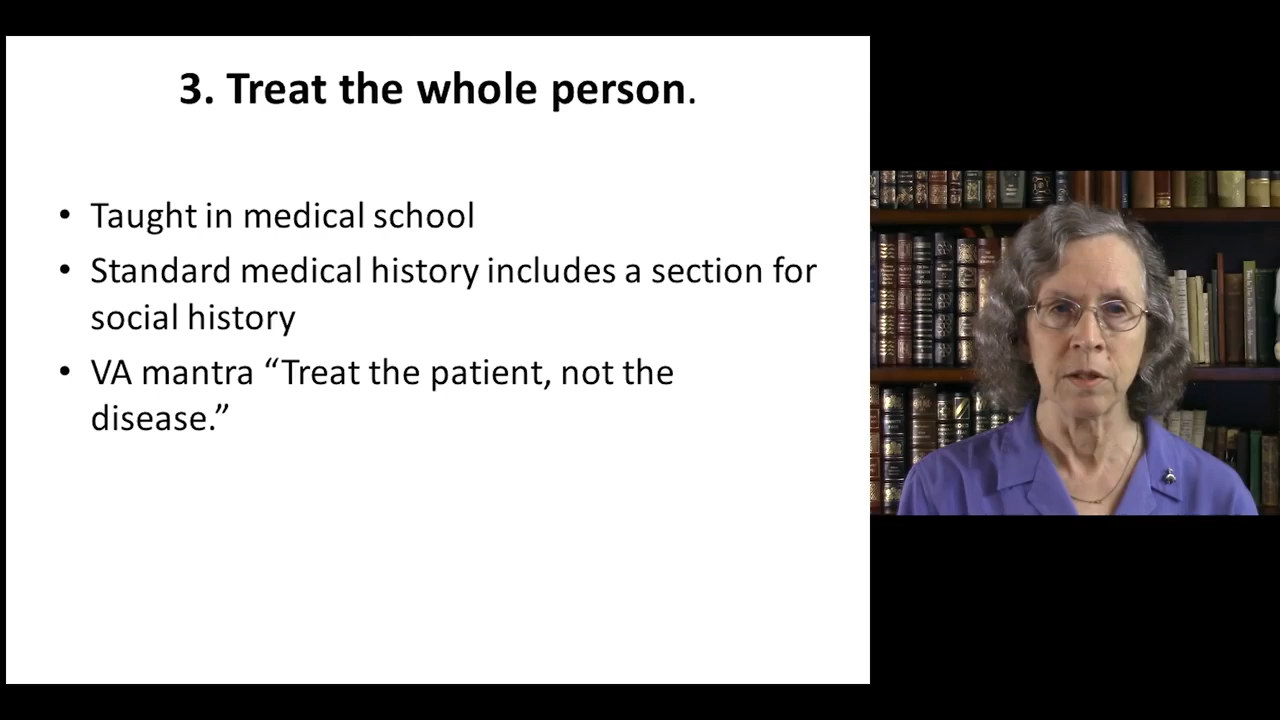 3. Treat the whole person.
• Taught in medical school
• Standard medical history includes a section for
social history
• VA mantra “Treat the patient, not the
disease.”